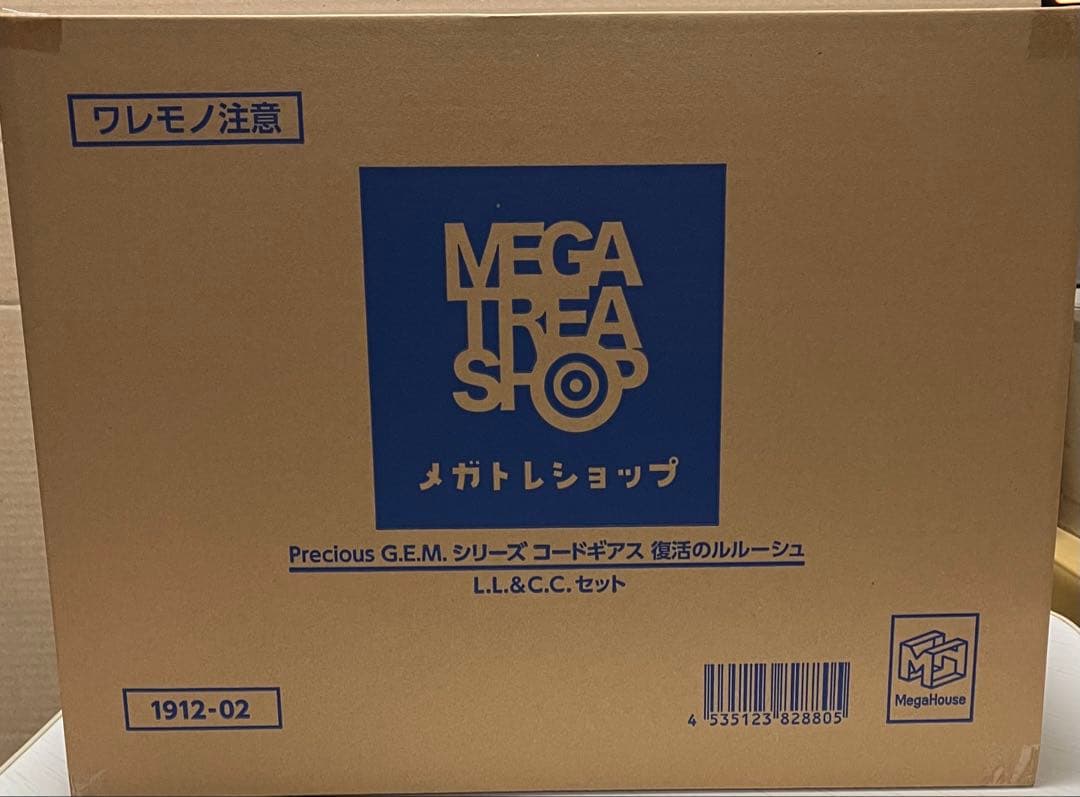 ワレモノ注意
MEGA
TREA
SHOP
メガトレショップ
Precious G.E.M. シリーズ コードギアス 復活のルルーシュ
L.L.&C.C.セット
1912-02
4 535123 828805
MH
MegaHouse